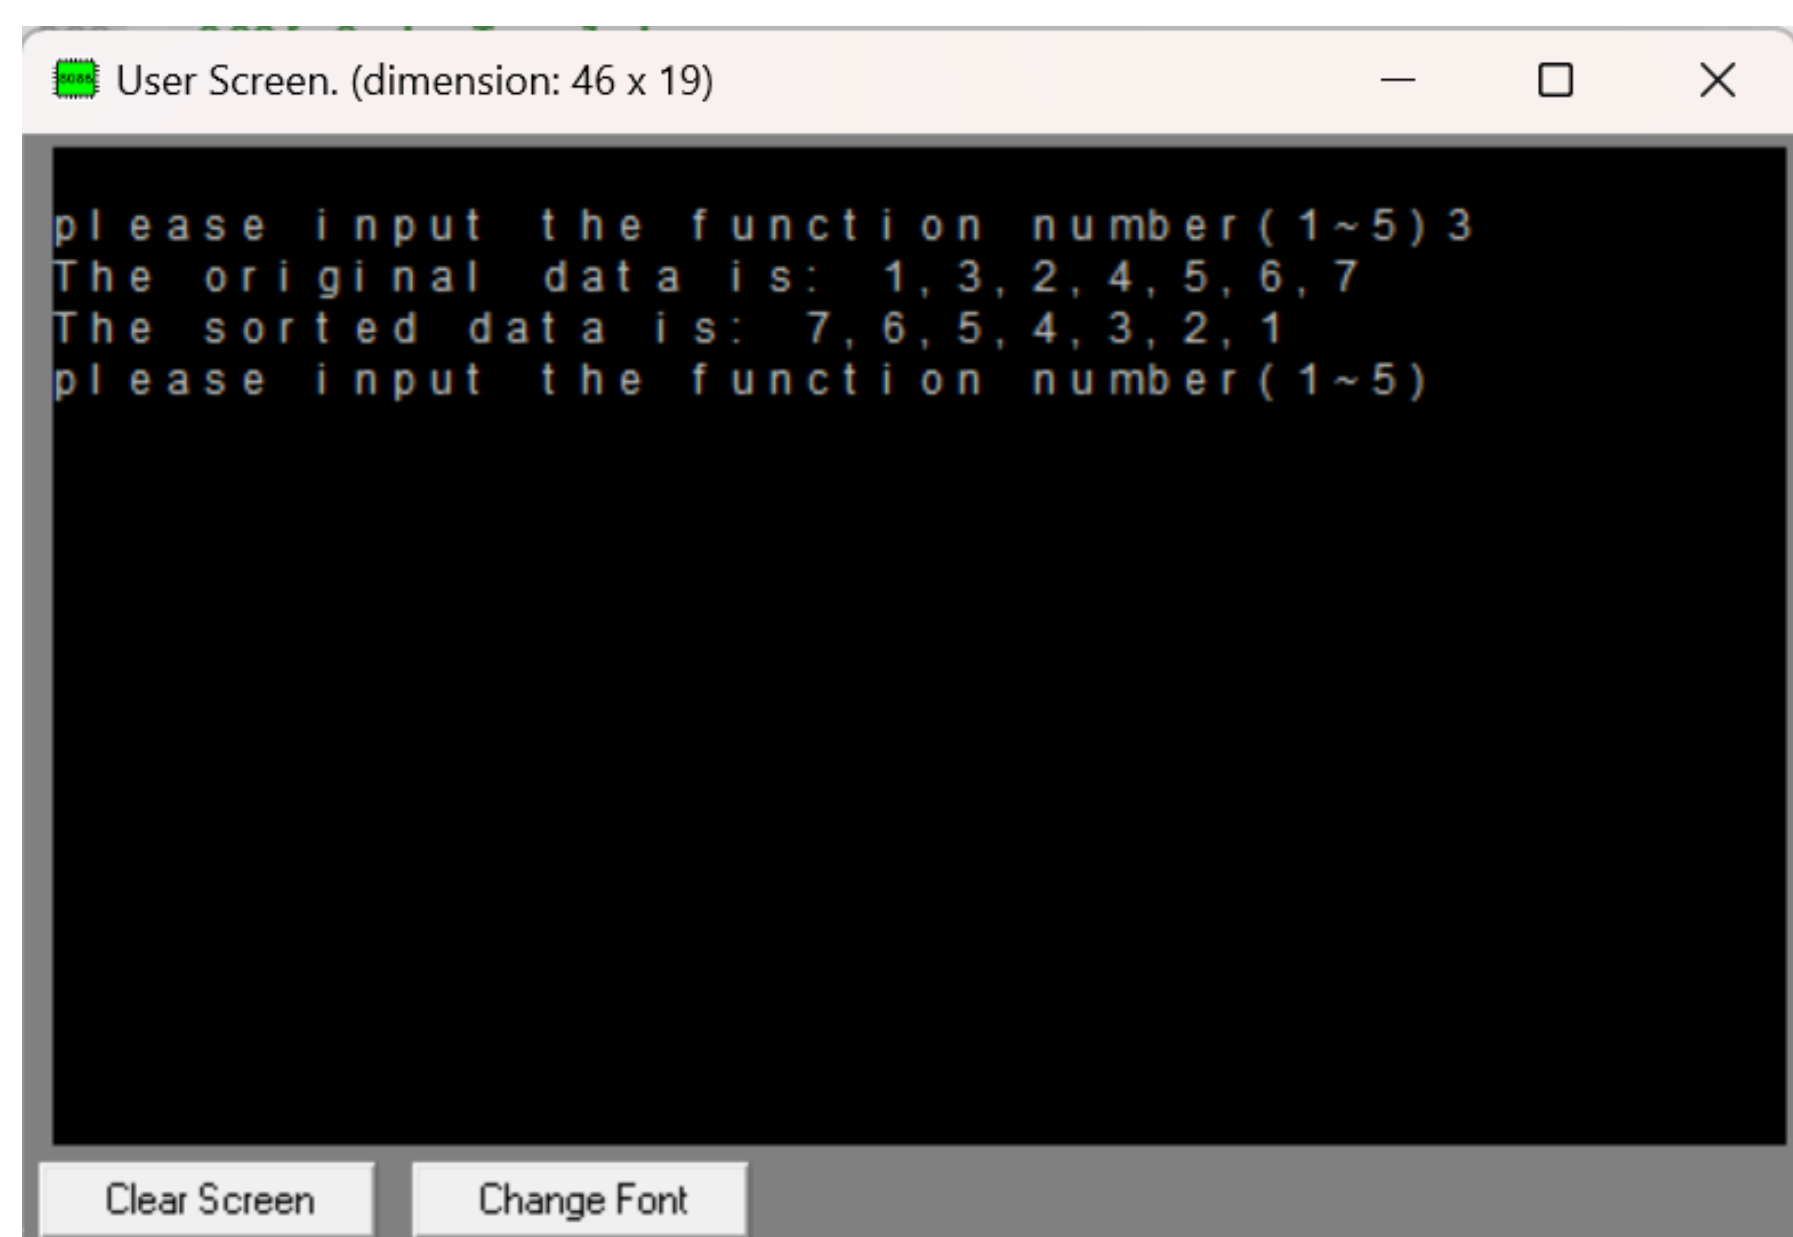 8086 User Screen. (dimension: 46 x 19)
please input the function number(1~5)3
The original data is: 1,3,2,4,5,6,7
The sorted data is: 7,6,5,4,3,2,1
please input the function number(1~5)
Clear Screen Change Font